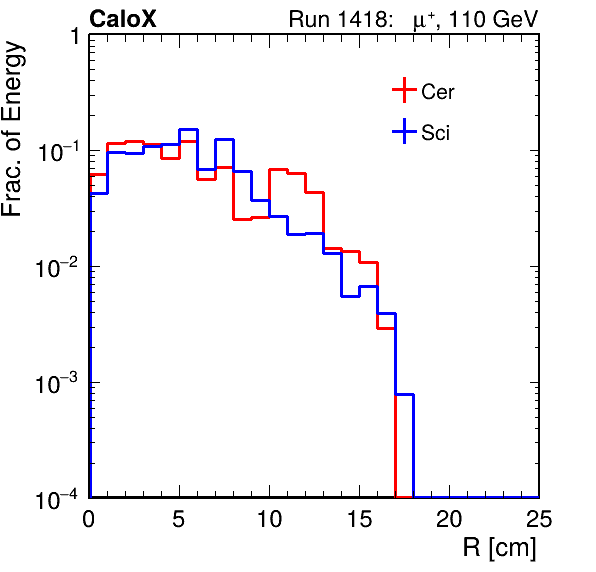 CaloX Run 1418: μ⁺, 110 GeV
Frac. of Energy
1
10⁻¹
10⁻²
10⁻³
10⁻⁴
Cer
Sci
0 5 10 15 20 25
R [cm]